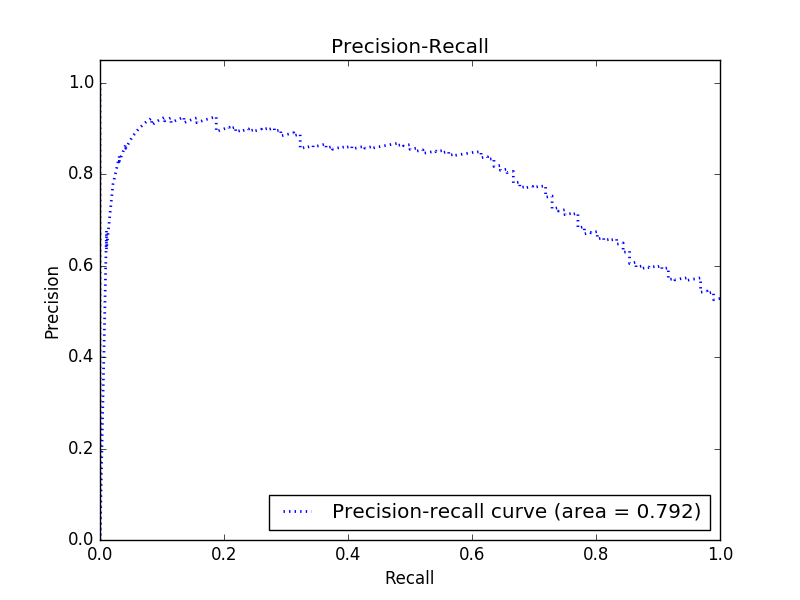 Precision-Recall
1.0
0.8
0.6
0.4
0.2
0.0
Precision
0.0 0.2 0.4 0.6 0.8 1.0
Recall
Precision-recall curve (area = 0.792)